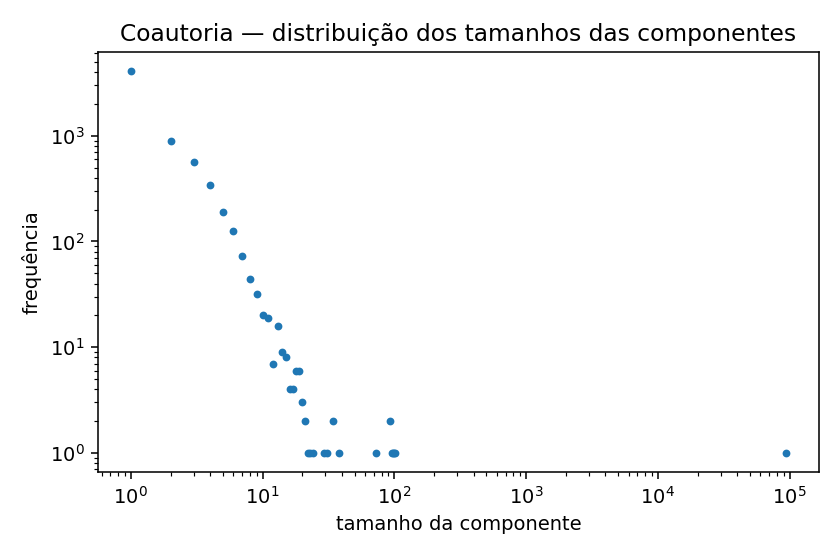 Coautoria — distribuição dos tamanhos das componentes
frequência
10³
10²
10¹
10⁰
10⁰ 10¹ 10² 10³ 10⁴ 10⁵
tamanho da componente